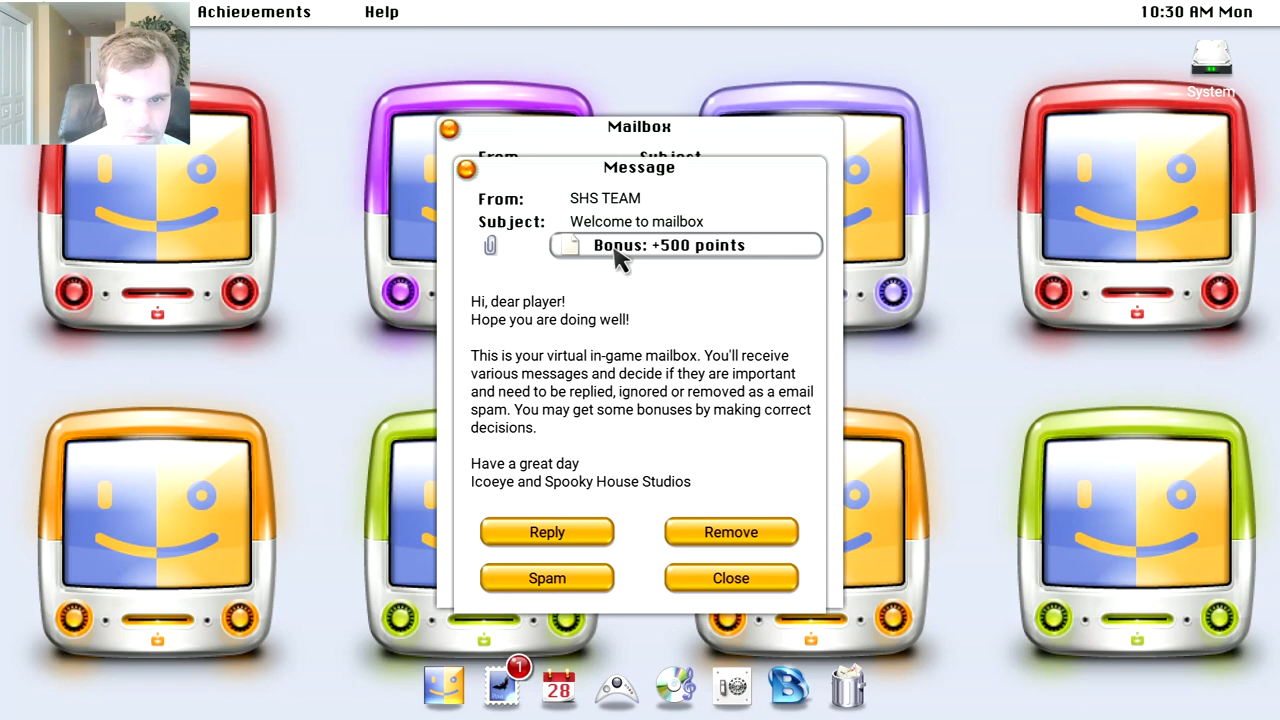 Achievements
Help
10:30 AM Mon
System
Mailbox
Message
From: SHS TEAM
Subject: Welcome to mailbox
Bonus: +500 points
Hi, dear player!
Hope you are doing well!
This is your virtual in-game mailbox. You'll receive
various messages and decide if they are important
and need to be replied, ignored or removed as a email
spam. You may get some bonuses by making correct
decisions.
Have a great day
Icoeye and Spooky House Studios
Reply
Remove
Spam
Close
1
28